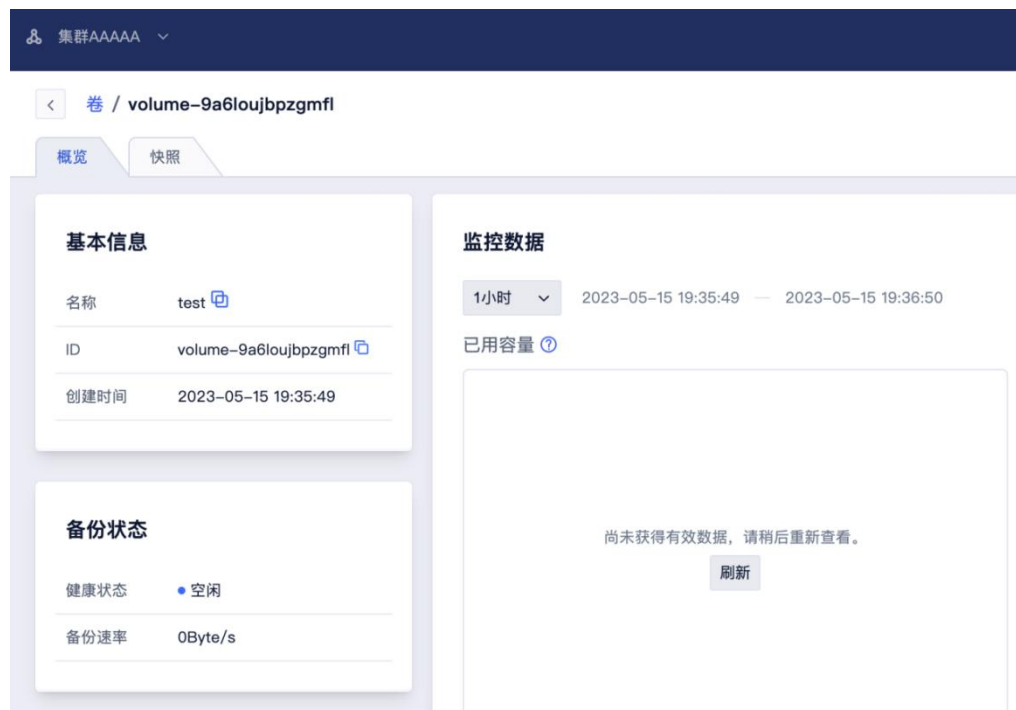 集群AAAAA
卷 / volume-9a6loujbpzgmfl
概览 快照
基本信息
名称 test
ID volume-9a6loujbpzgmfl
创建时间 2023-05-15 19:35:49
备份状态
健康状态 空闲
备份速率 0Byte/s
监控数据
1小时 2023-05-15 19:35:49 — 2023-05-15 19:36:50
已用容量
尚未获得有效数据，请稍后重新查看。
刷新